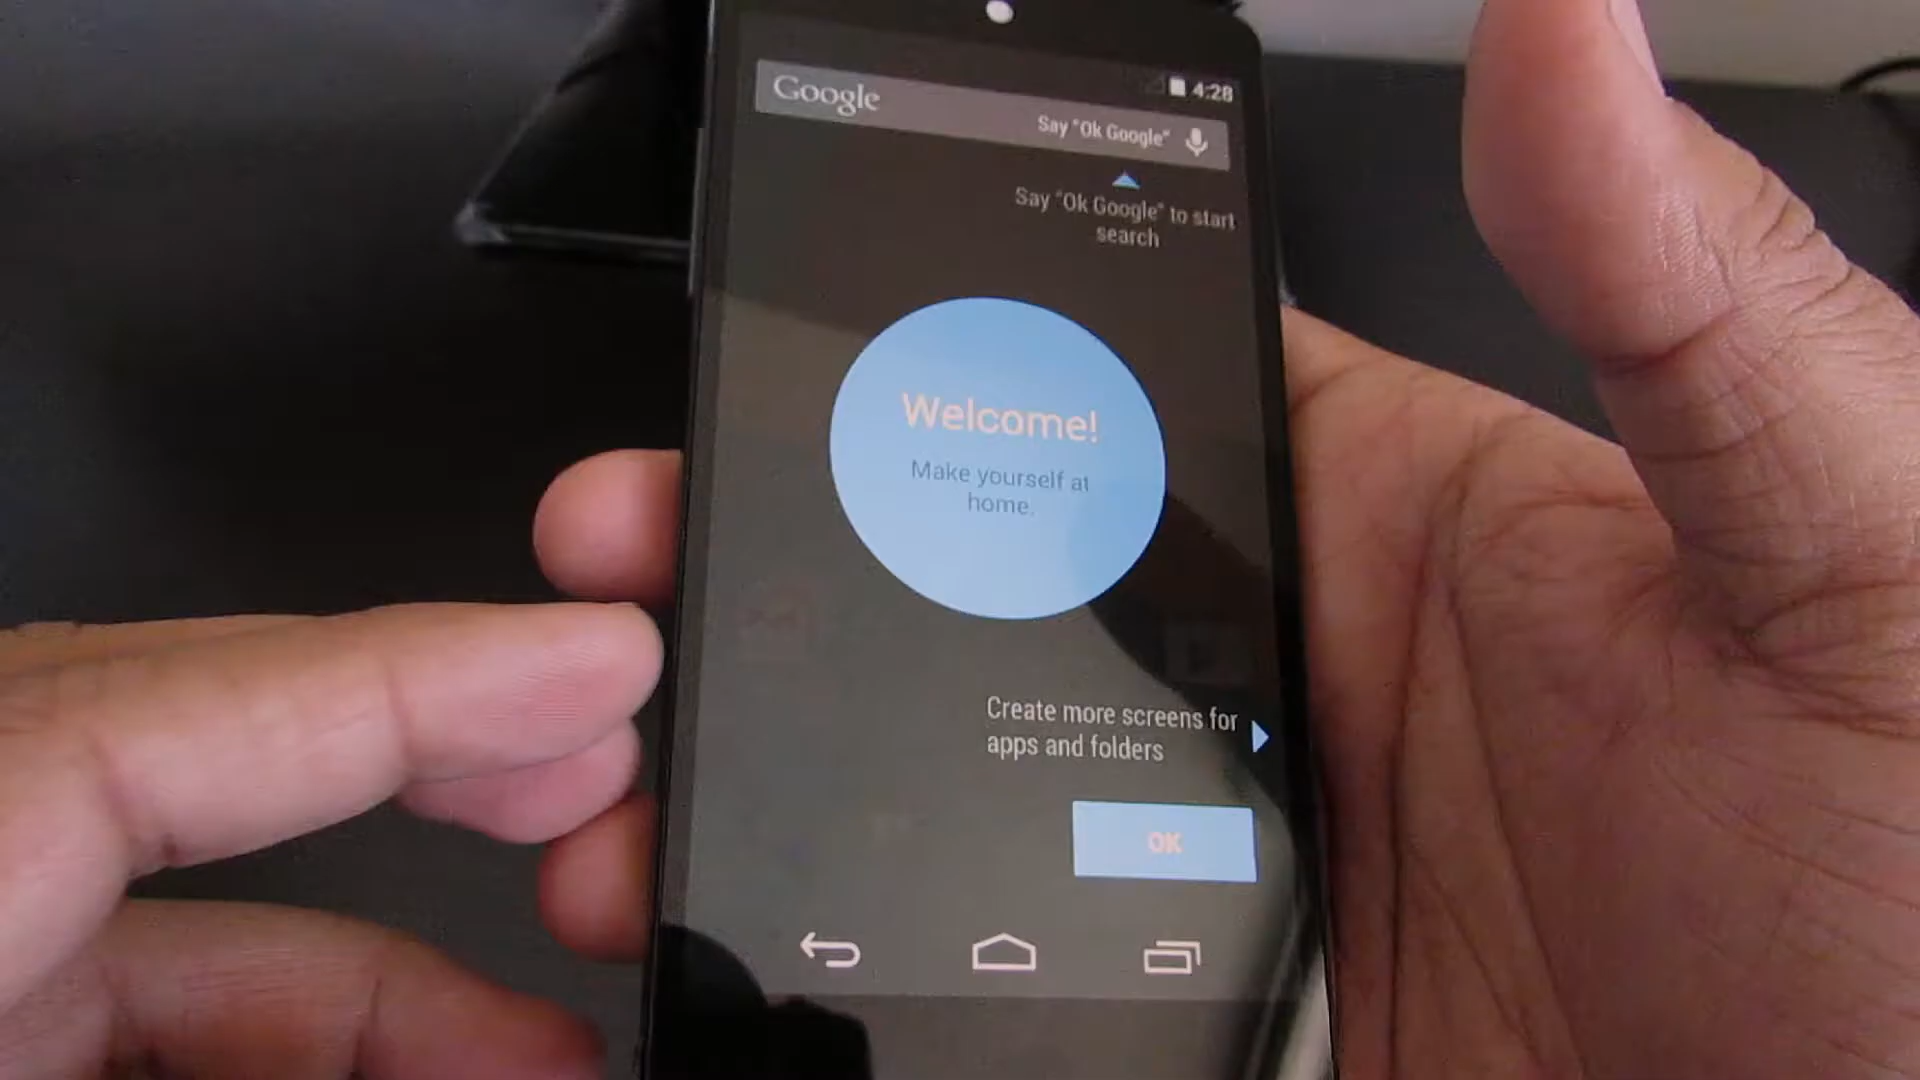 4:28
Google
Say "Ok Google"
Say "Ok Google" to start
search
Welcome!
Make yourself at
home.
Create more screens for
apps and folders
OK